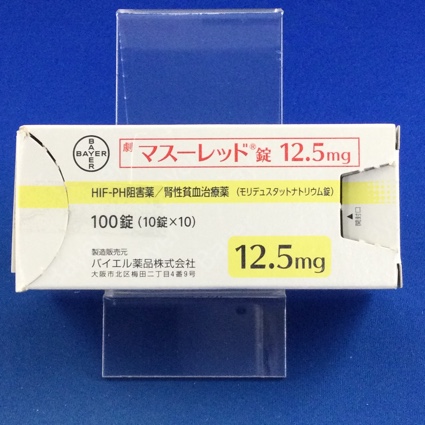 BAYER
BAYER
劇 マスーレッド®錠 12.5mg
HIF-PH阻害薬／腎性貧血治療薬 （モリデュスタットナトリウム錠）
100錠 （10錠×10）
製造販売元
バイエル薬品株式会社
大阪市北区梅田二丁目4番9号
12.5mg
▲開封口